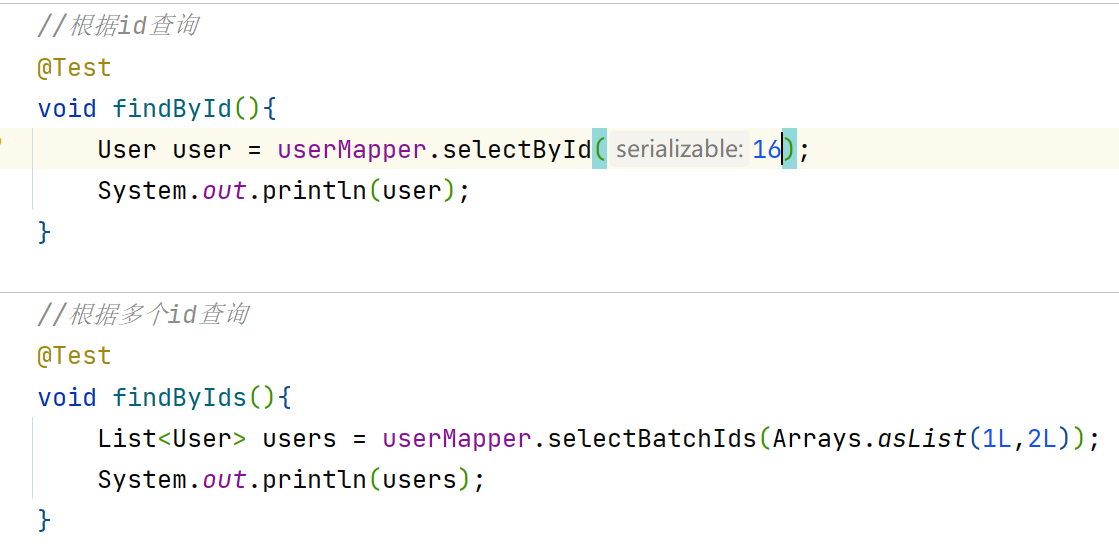 //根据id查询
@Test
void findById(){
User user = userMapper.selectById( serializable: 16);
System.out.println(user);
}
//根据多个id查询
@Test
void findByIds(){
List<User> users = userMapper.selectBatchIds(Arrays.asList(1L,2L));
System.out.println(users);
}